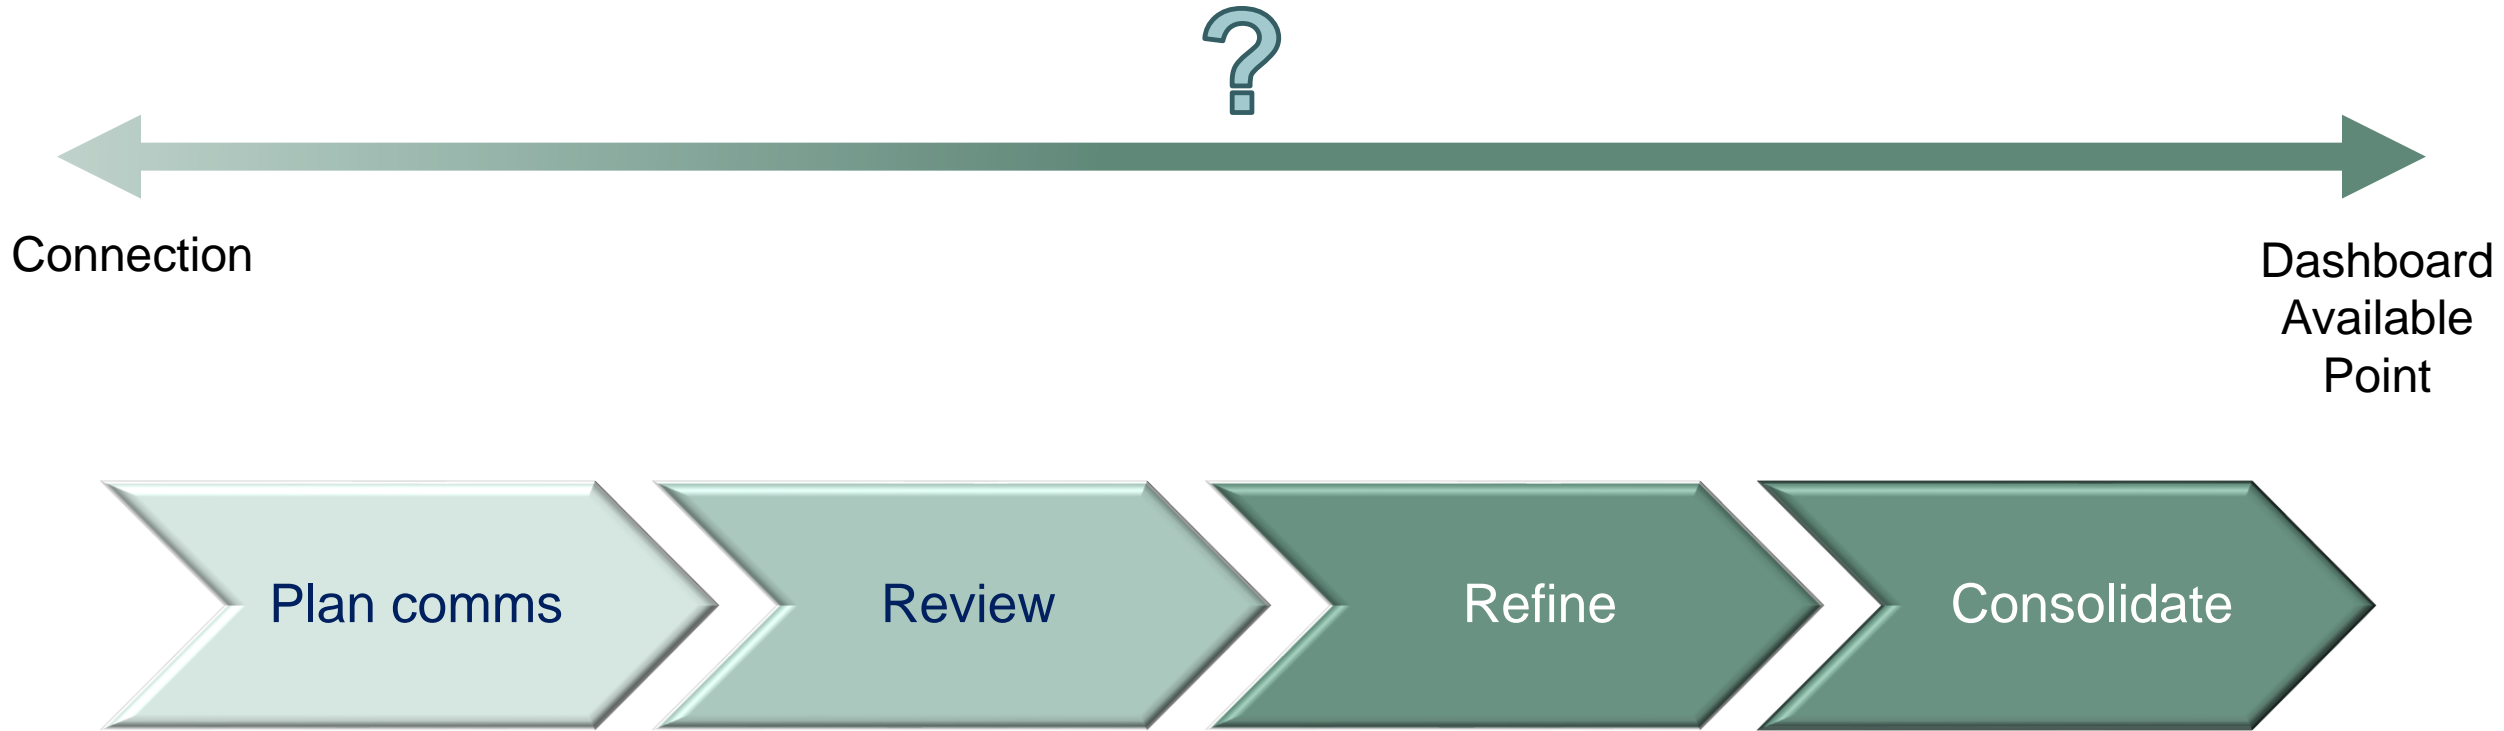 ?
Connection
Dashboard
Available
Point
Plan comms
Review
Refine
Consolidate